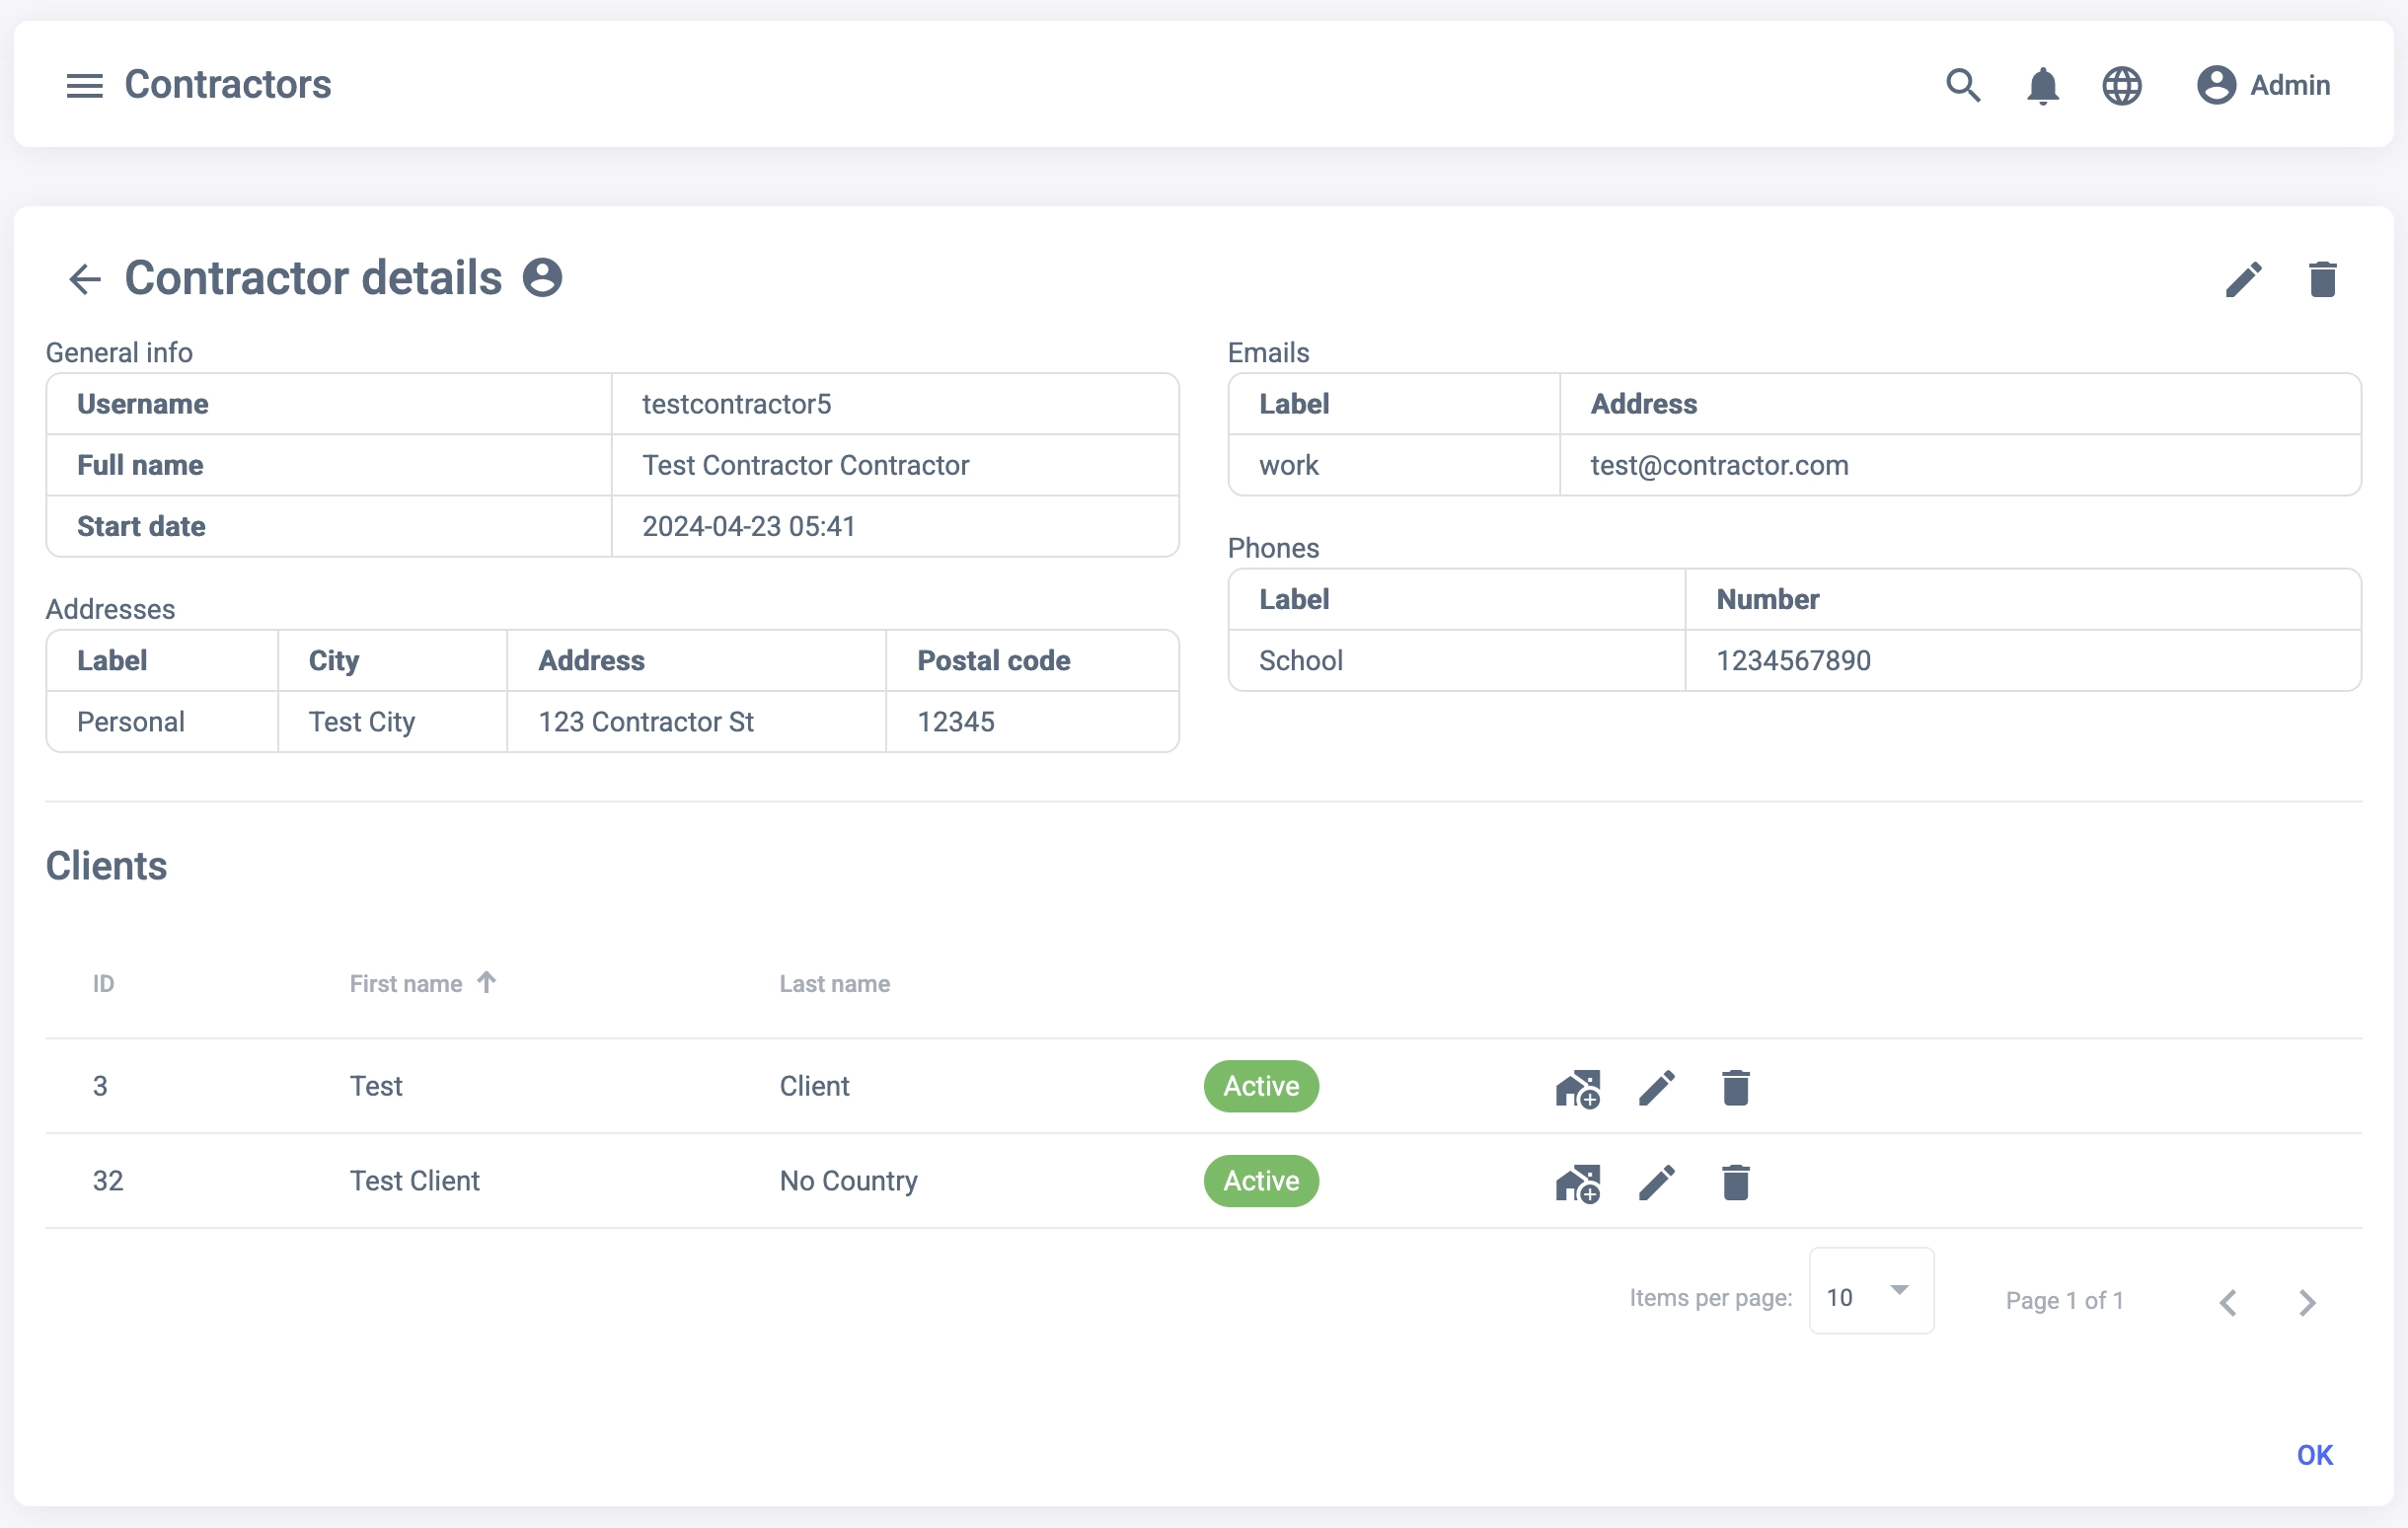 Contractors
Admin
Contractor details
General info
Username testcontractor5
Full name Test Contractor Contractor
Start date 2024-04-23 05:41
Addresses
Label City Address Postal code
Personal Test City 123 Contractor St 12345
Emails
Label Address
work test@contractor.com
Phones
Label Number
School 1234567890
Clients
ID First name Last name
3 Test Client Active
32 Test Client No Country Active
Items per page: 10 Page 1 of 1
OK